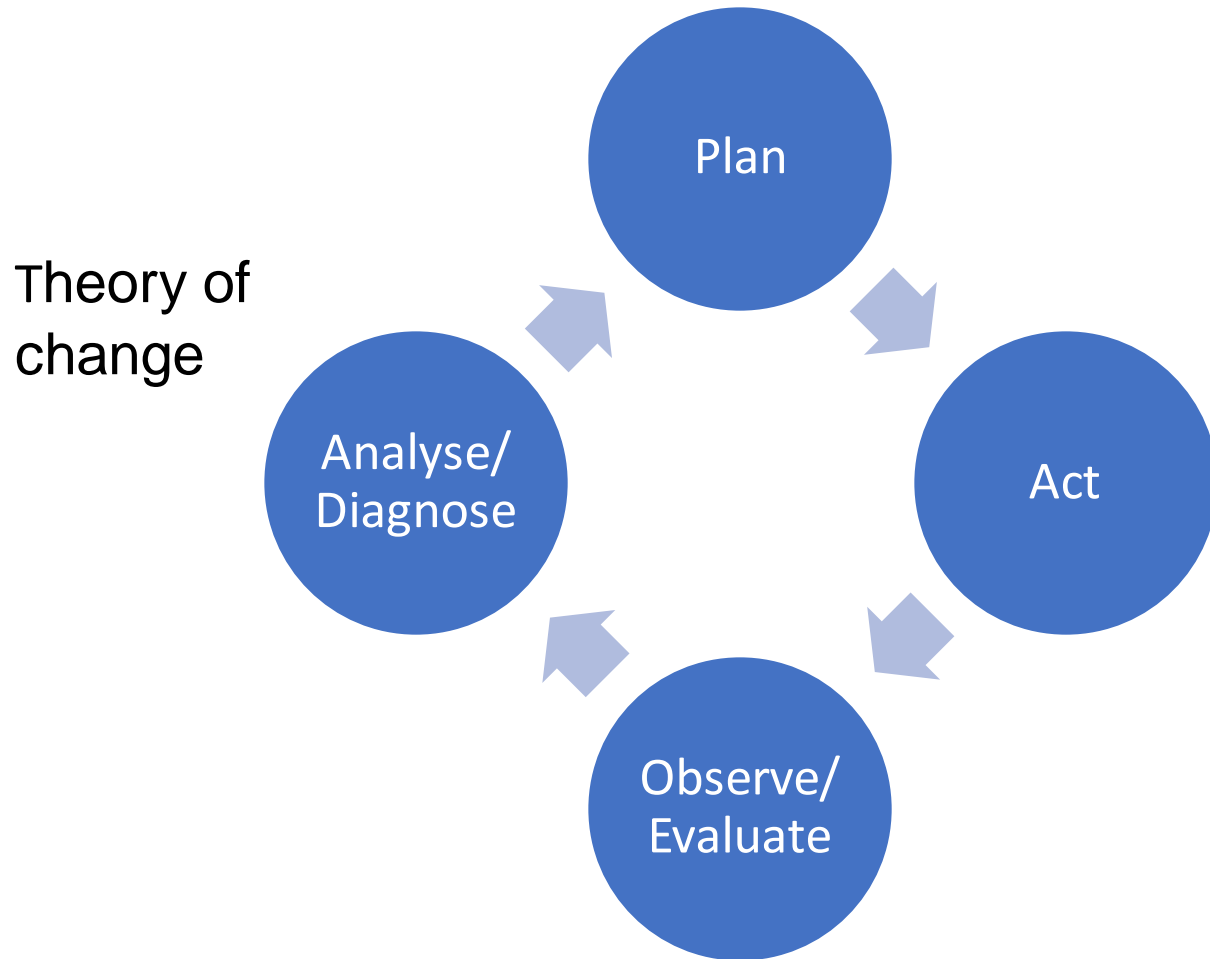 Plan
Theory of
change
Analyse/
Diagnose
Act
Observe/
Evaluate